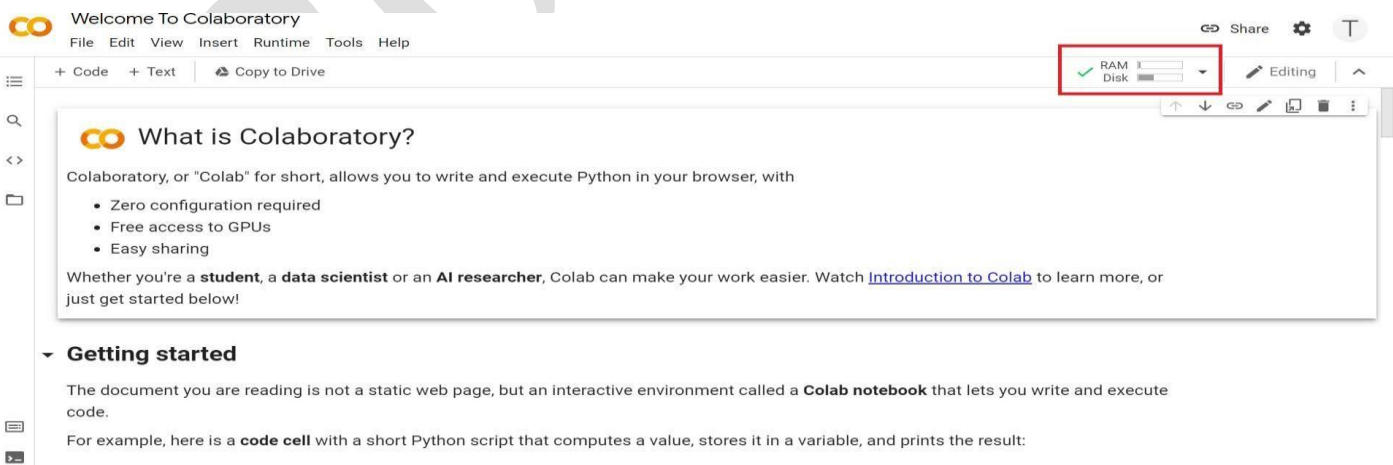 Welcome To Colaboratory
File Edit View Insert Runtime Tools Help
Share
T
+ Code + Text Copy to Drive
RAM
Disk
Editing
What is Colaboratory?
Colaboratory, or "Colab" for short, allows you to write and execute Python in your browser, with
• Zero configuration required
• Free access to GPUs
• Easy sharing
Whether you're a student, a data scientist or an AI researcher, Colab can make your work easier. Watch Introduction to Colab to learn more, or
just get started below!
Getting started
The document you are reading is not a static web page, but an interactive environment called a Colab notebook that lets you write and execute
code.
For example, here is a code cell with a short Python script that computes a value, stores it in a variable, and prints the result: